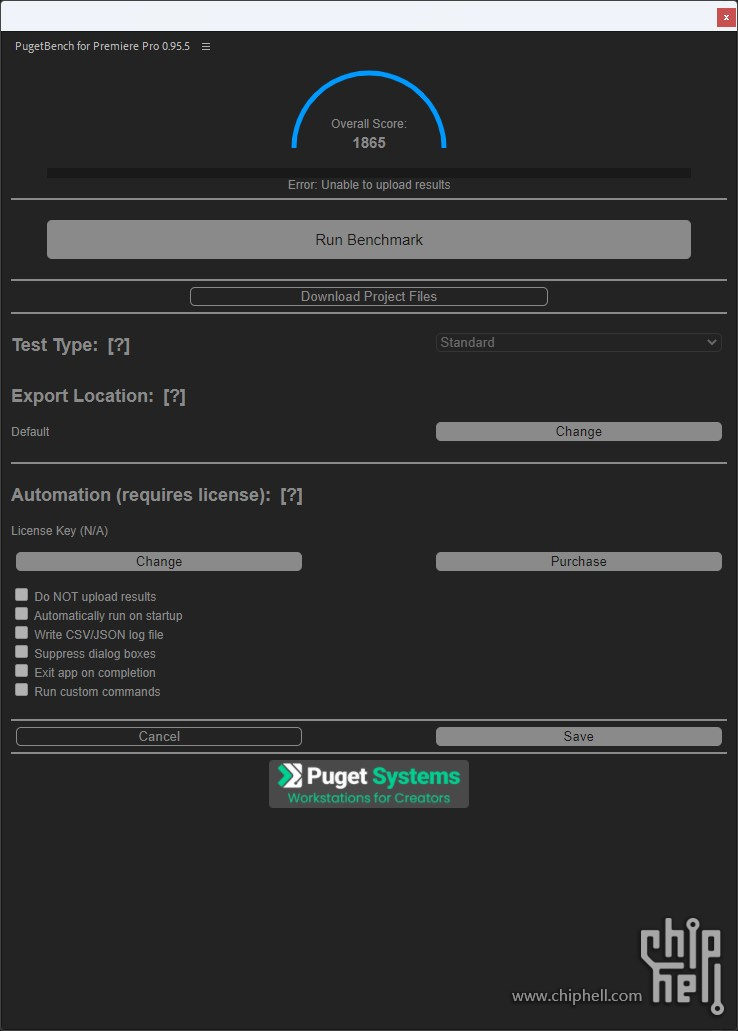 x
PugetBench for Premiere Pro 0.95.5 ☰
Overall Score:
1865
Error: Unable to upload results
Run Benchmark
Download Project Files
Test Type: [?]
Standard
Export Location: [?]
Default
Change
Automation (requires license): [?]
License Key (N/A)
Change
Purchase
Do NOT upload results
Automatically run on startup
Write CSV/JSON log file
Suppress dialog boxes
Exit app on completion
Run custom commands
Cancel
Save
Puget Systems
Workstations for Creators
chip
hell
www.chiphell.com